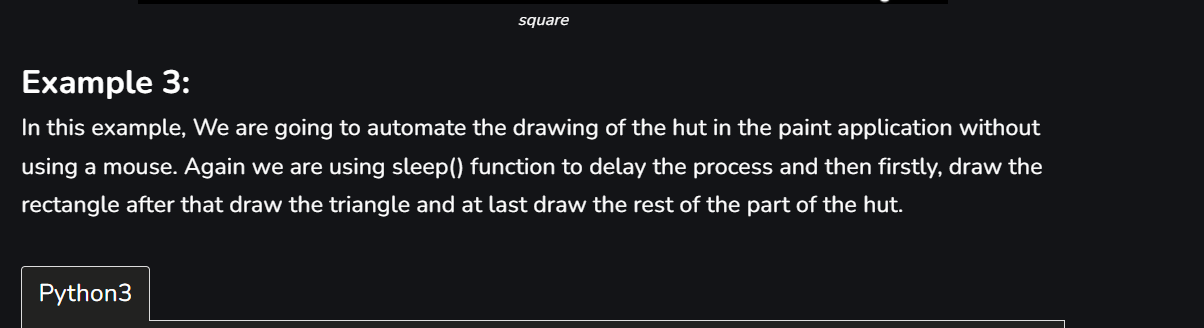 square
Example 3:
In this example, We are going to automate the drawing of the hut in the paint application without
using a mouse. Again we are using sleep() function to delay the process and then firstly, draw the
rectangle after that draw the triangle and at last draw the rest of the part of the hut.
Python3